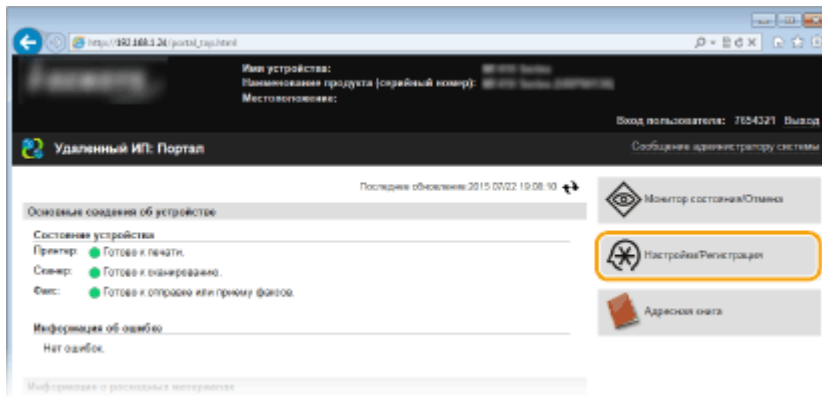 http://192.168.1.24/portal_top.html
Имя устройства:
Наименование продукта (серийный номер):
Местоположение:
Вход пользователя: 7654321 Выход
Удаленный ИП: Портал
Сообщение администратору системы
Последнее обновление:2015 07/22 19:08:10
Основные сведения об устройстве
Состояние устройства
Принтер: Готово к печати.
Сканер: Готово к сканированию.
Факс: Готово к отправке или приему факсов.
Информация об ошибке
Нет ошибок.
Информация о расходных материалах
Монитор состояния/Отмена
Настройки/Регистрация
Адресная книга